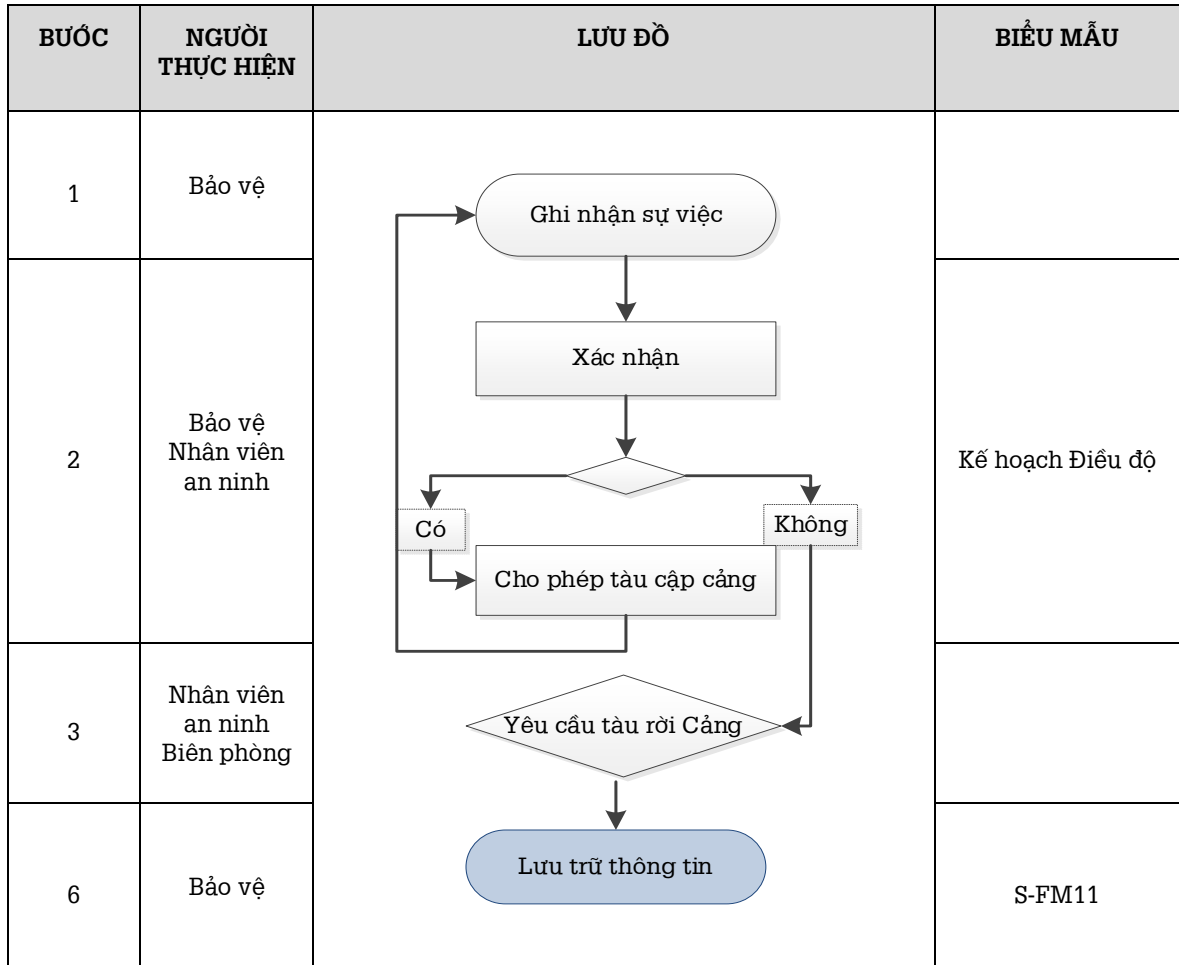 BƯỚC
NGƯỜI
THỰC HIỆN
LƯU ĐỒ
BIỂU MẪU
1
Bảo vệ
Ghi nhận sự việc
2
Bảo vệ
Nhân viên
an ninh
Xác nhận
Có
Không
Cho phép tàu cập cảng
Kế hoạch Điều độ
3
Nhân viên
an ninh
Biên phòng
Yêu cầu tàu rời Cảng
6
Bảo vệ
Lưu trữ thông tin
S-FM11